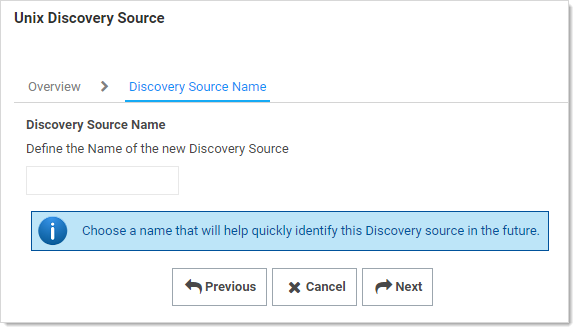 Unix Discovery Source
Overview
Discovery Source Name
Discovery Source Name
Define the Name of the new Discovery Source
Choose a name that will help quickly identify this Discovery source in the future.
Previous
Cancel
Next